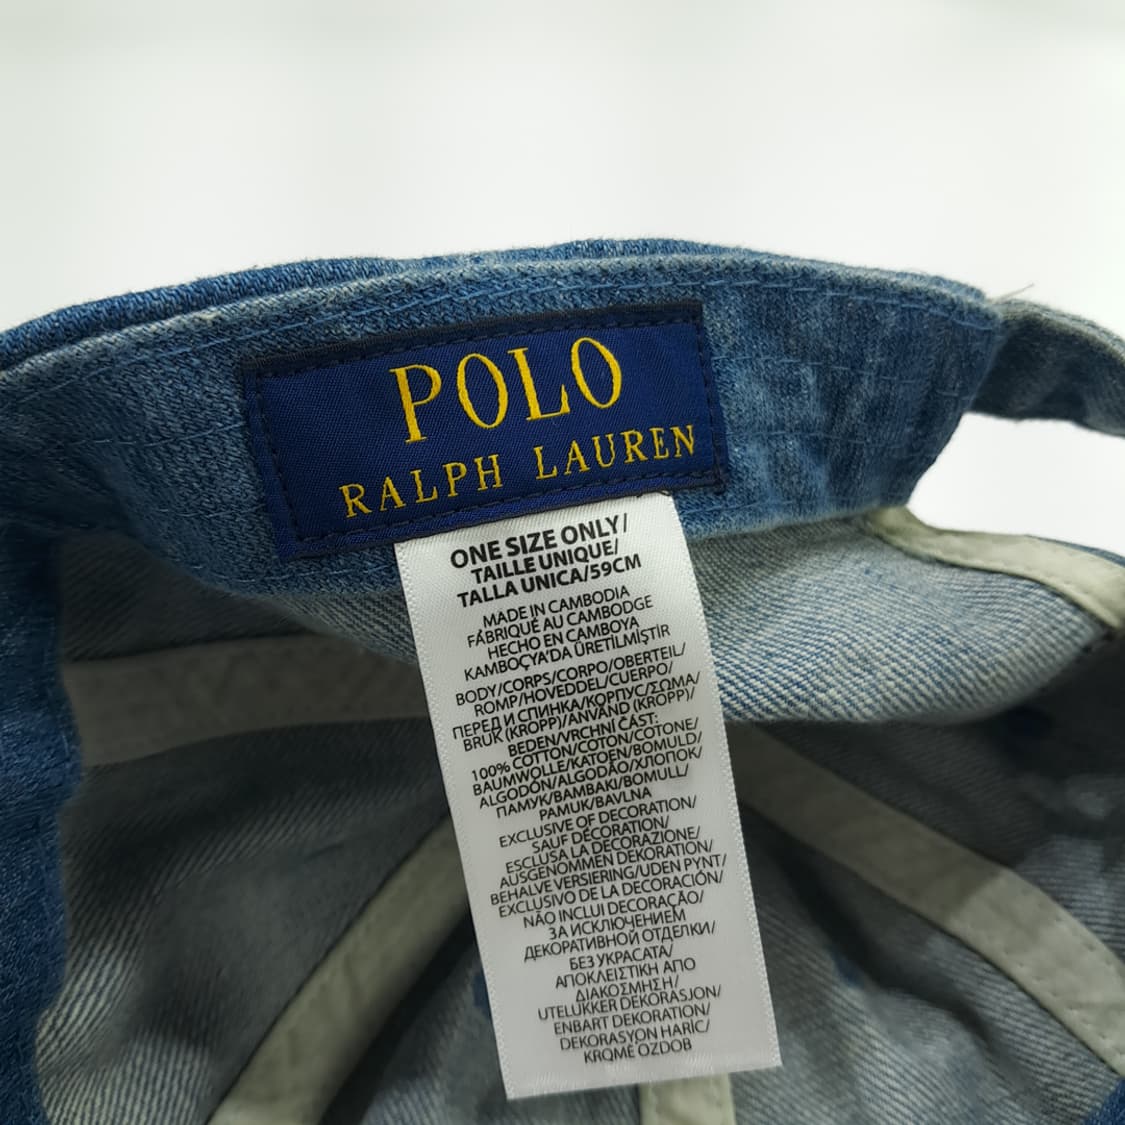 POLO
RALPH LAUREN
ONE SIZE ONLY/
TAILLE UNIQUE/
TALLA UNICA/59CM
MADE IN CAMBODIA
FABRIQUÉ AU CAMBODGE
HECHO EN CAMBOYA
KAMBOÇYA'DA ÜRETİLMİŞTİR
BODY/CORPS/CORPO/OBERTEIL/
ROMP/HOVEDDEL/CUERPO/
ПЕРЕД И СПИНКА/КОРПУС/ΣΩΜΑ/
BRUK (KROPP)/ANVÄND (KROPP)/
BEDEN/VRCHNÍ ČÁST:
100% COTTON/COTON/COTONE/
BAUMWOLLE/KATOEN/BOMULD/
ALGODÓN/ALGODÃO/ХЛОПОК/
ПАМУК/ΒΑΜΒΑΚΙ/BOMULL/
PAMUK/BAVLNA
EXCLUSIVE OF DECORATION/
SAUF DÉCORATION/
ESCLUSA LA DECORAZIONE/
AUSGENOMMEN DEKORATION/
BEHALVE VERSIERING/UDEN PYNT/
EXCLUSIVO DE LA DECORACIÓN/
NÃO INCLUI DECORAÇÃO/
ЗА ИСКЛЮЧЕНИЕМ
ДЕКОРАТИВНОЙ ОТДЕЛКИ/
БЕЗ УКРАСАТА/
ΑΠΟΚΛΕΙΣΤΙΚΗ ΑΠΟ
ΔΙΑΚΟΣΜΗΣΗ/
UTELUKKER DEKORASJON/
ENBART DEKORATION/
DEKORASYON HARİC/
KROMĚ OZDOB